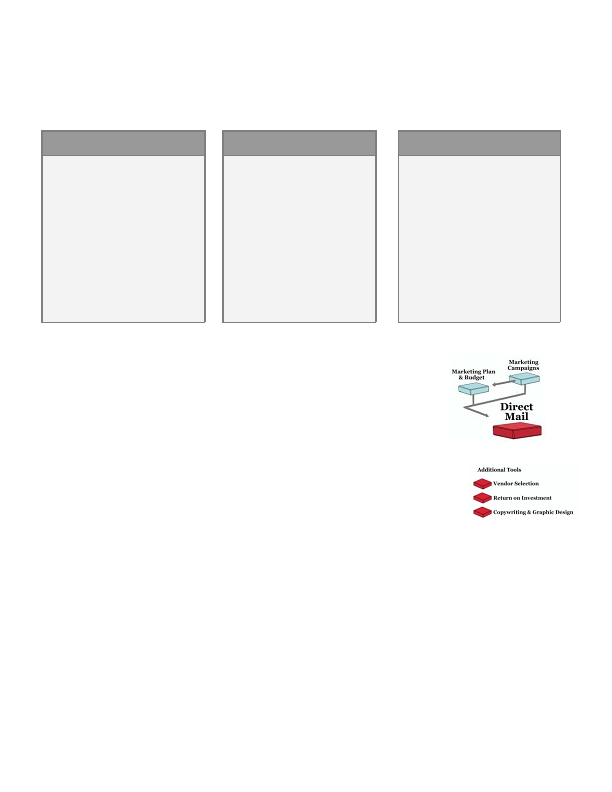 Marketing
Campaigns
Marketing Plan
& Budget
Direct
Mail
Additional Tools
Vendor Selection
Return on Investment
Copywriting & Graphic Design